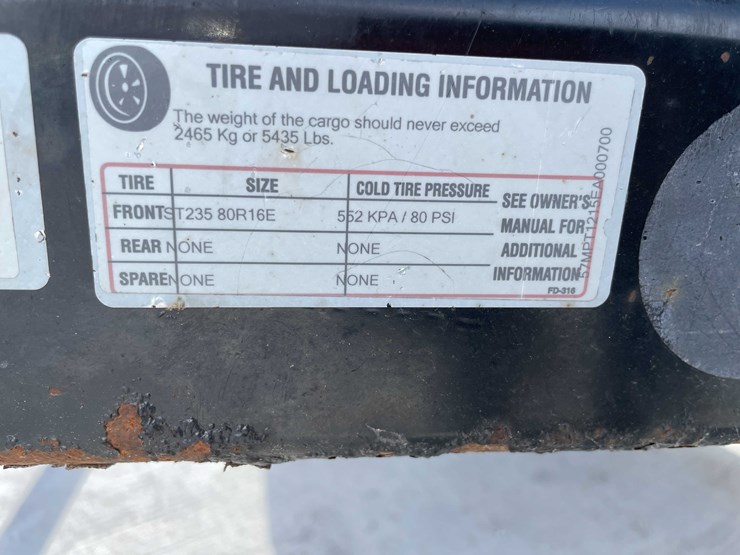 TIRE AND LOADING INFORMATION
The weight of the cargo should never exceed
2465 Kg or 5435 Lbs.
TIRE SIZE COLD TIRE PRESSURE
FRONT ST235 80R16E 552 KPA / 80 PSI
REAR NONE NONE
SPARE NONE NONE
SEE OWNER'S
MANUAL FOR
ADDITIONAL
INFORMATION
FD-316
57MPT1215EA000700